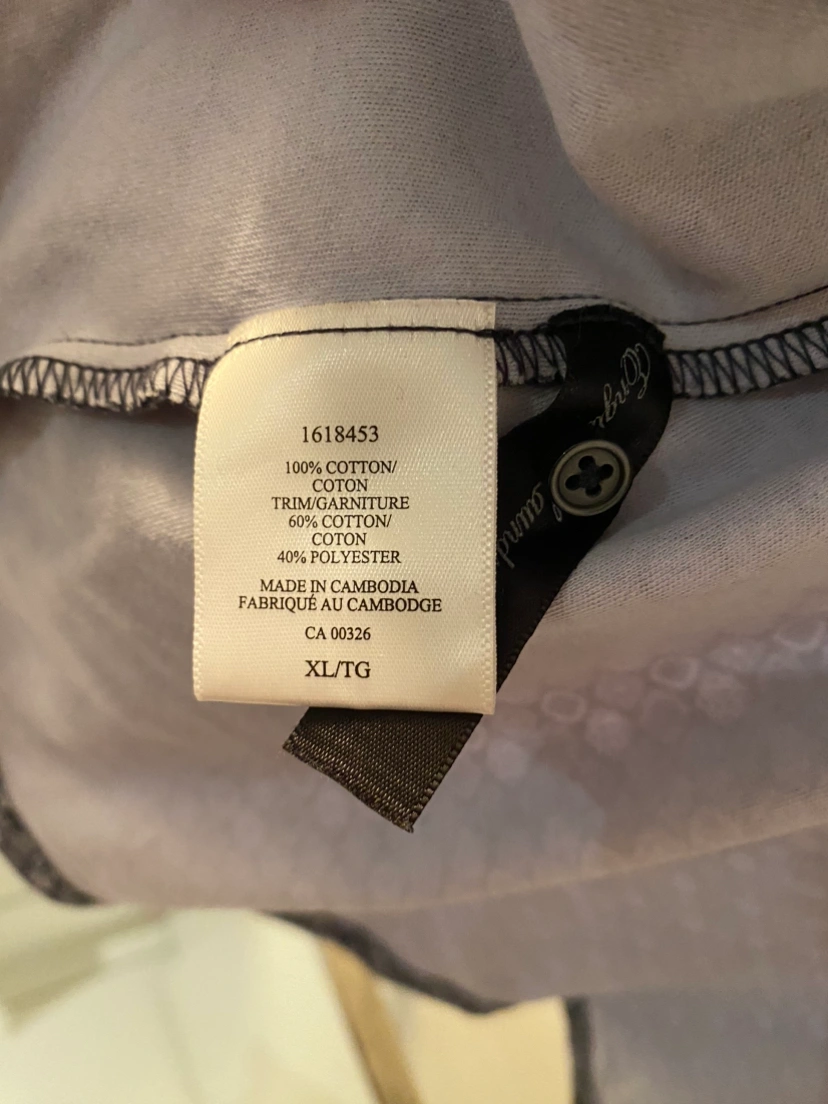 1618453
100% COTTON/
COTON
TRIM/GARNITURE
60% COTTON/
COTON
40% POLYESTER
MADE IN CAMBODIA
FABRIQUÉ AU CAMBODGE
CA 00326
XL/TG